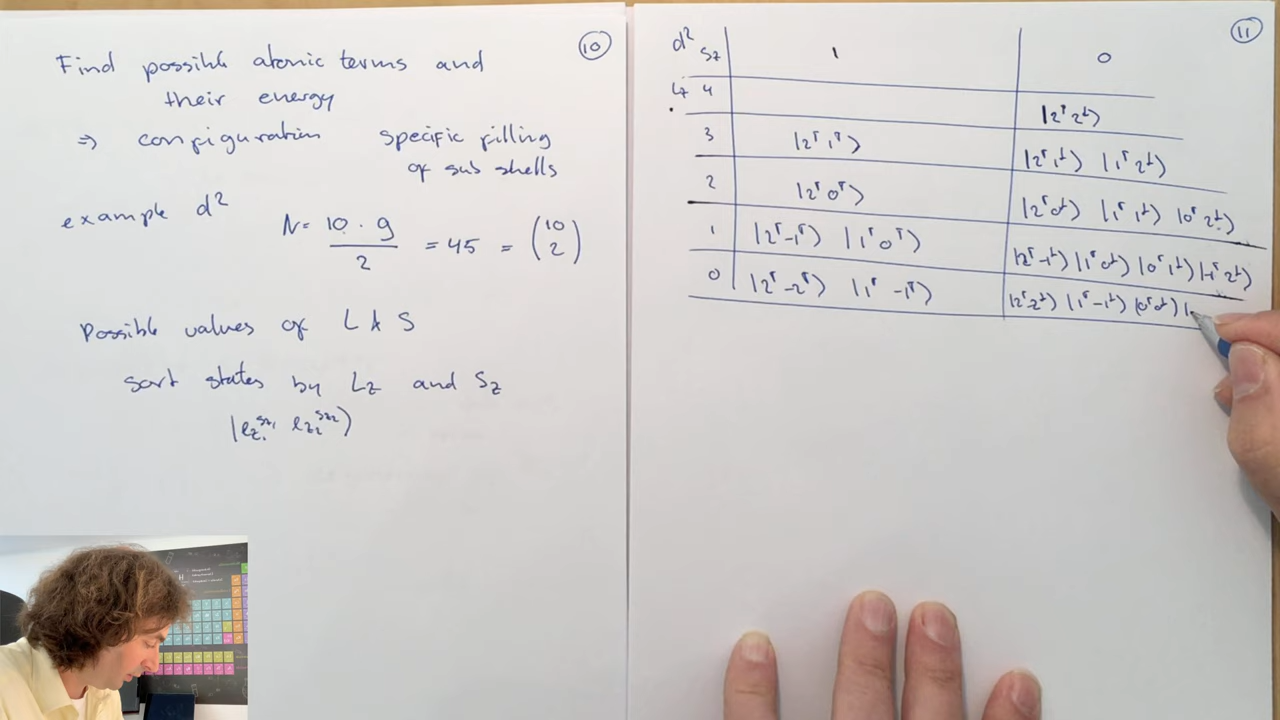 10
Find possible atomic terms and
their energy
⇒ configuration specific filling
of sub shells
example d²
N = 10 · 9 / 2 = 45 = (10 2)
Possible values of L & S
sort states by Lz and Sz
|ℓz₁^sz₁ ℓz₂^sz₂⟩
11
d² Sz 1 0
Lz 4 |2↑ 2↓⟩
3 |2↑ 1↑⟩ |2↑ 1↓⟩ |1↑ 2↓⟩
2 |2↑ 0↑⟩ |2↑ 0↓⟩ |1↑ 1↓⟩ |0↑ 2↓⟩
1 |2↑ -1↑⟩ |1↑ 0↑⟩ |2↑ -1↓⟩ |1↑ 0↓⟩ |0↑ 1↓⟩ |-1↑ 2↓⟩
0 |2↑ -2↑⟩ |1↑ -1↑⟩ |2↑ -2↓⟩ |1↑ -1↓⟩ |0↑ 0↓⟩ |